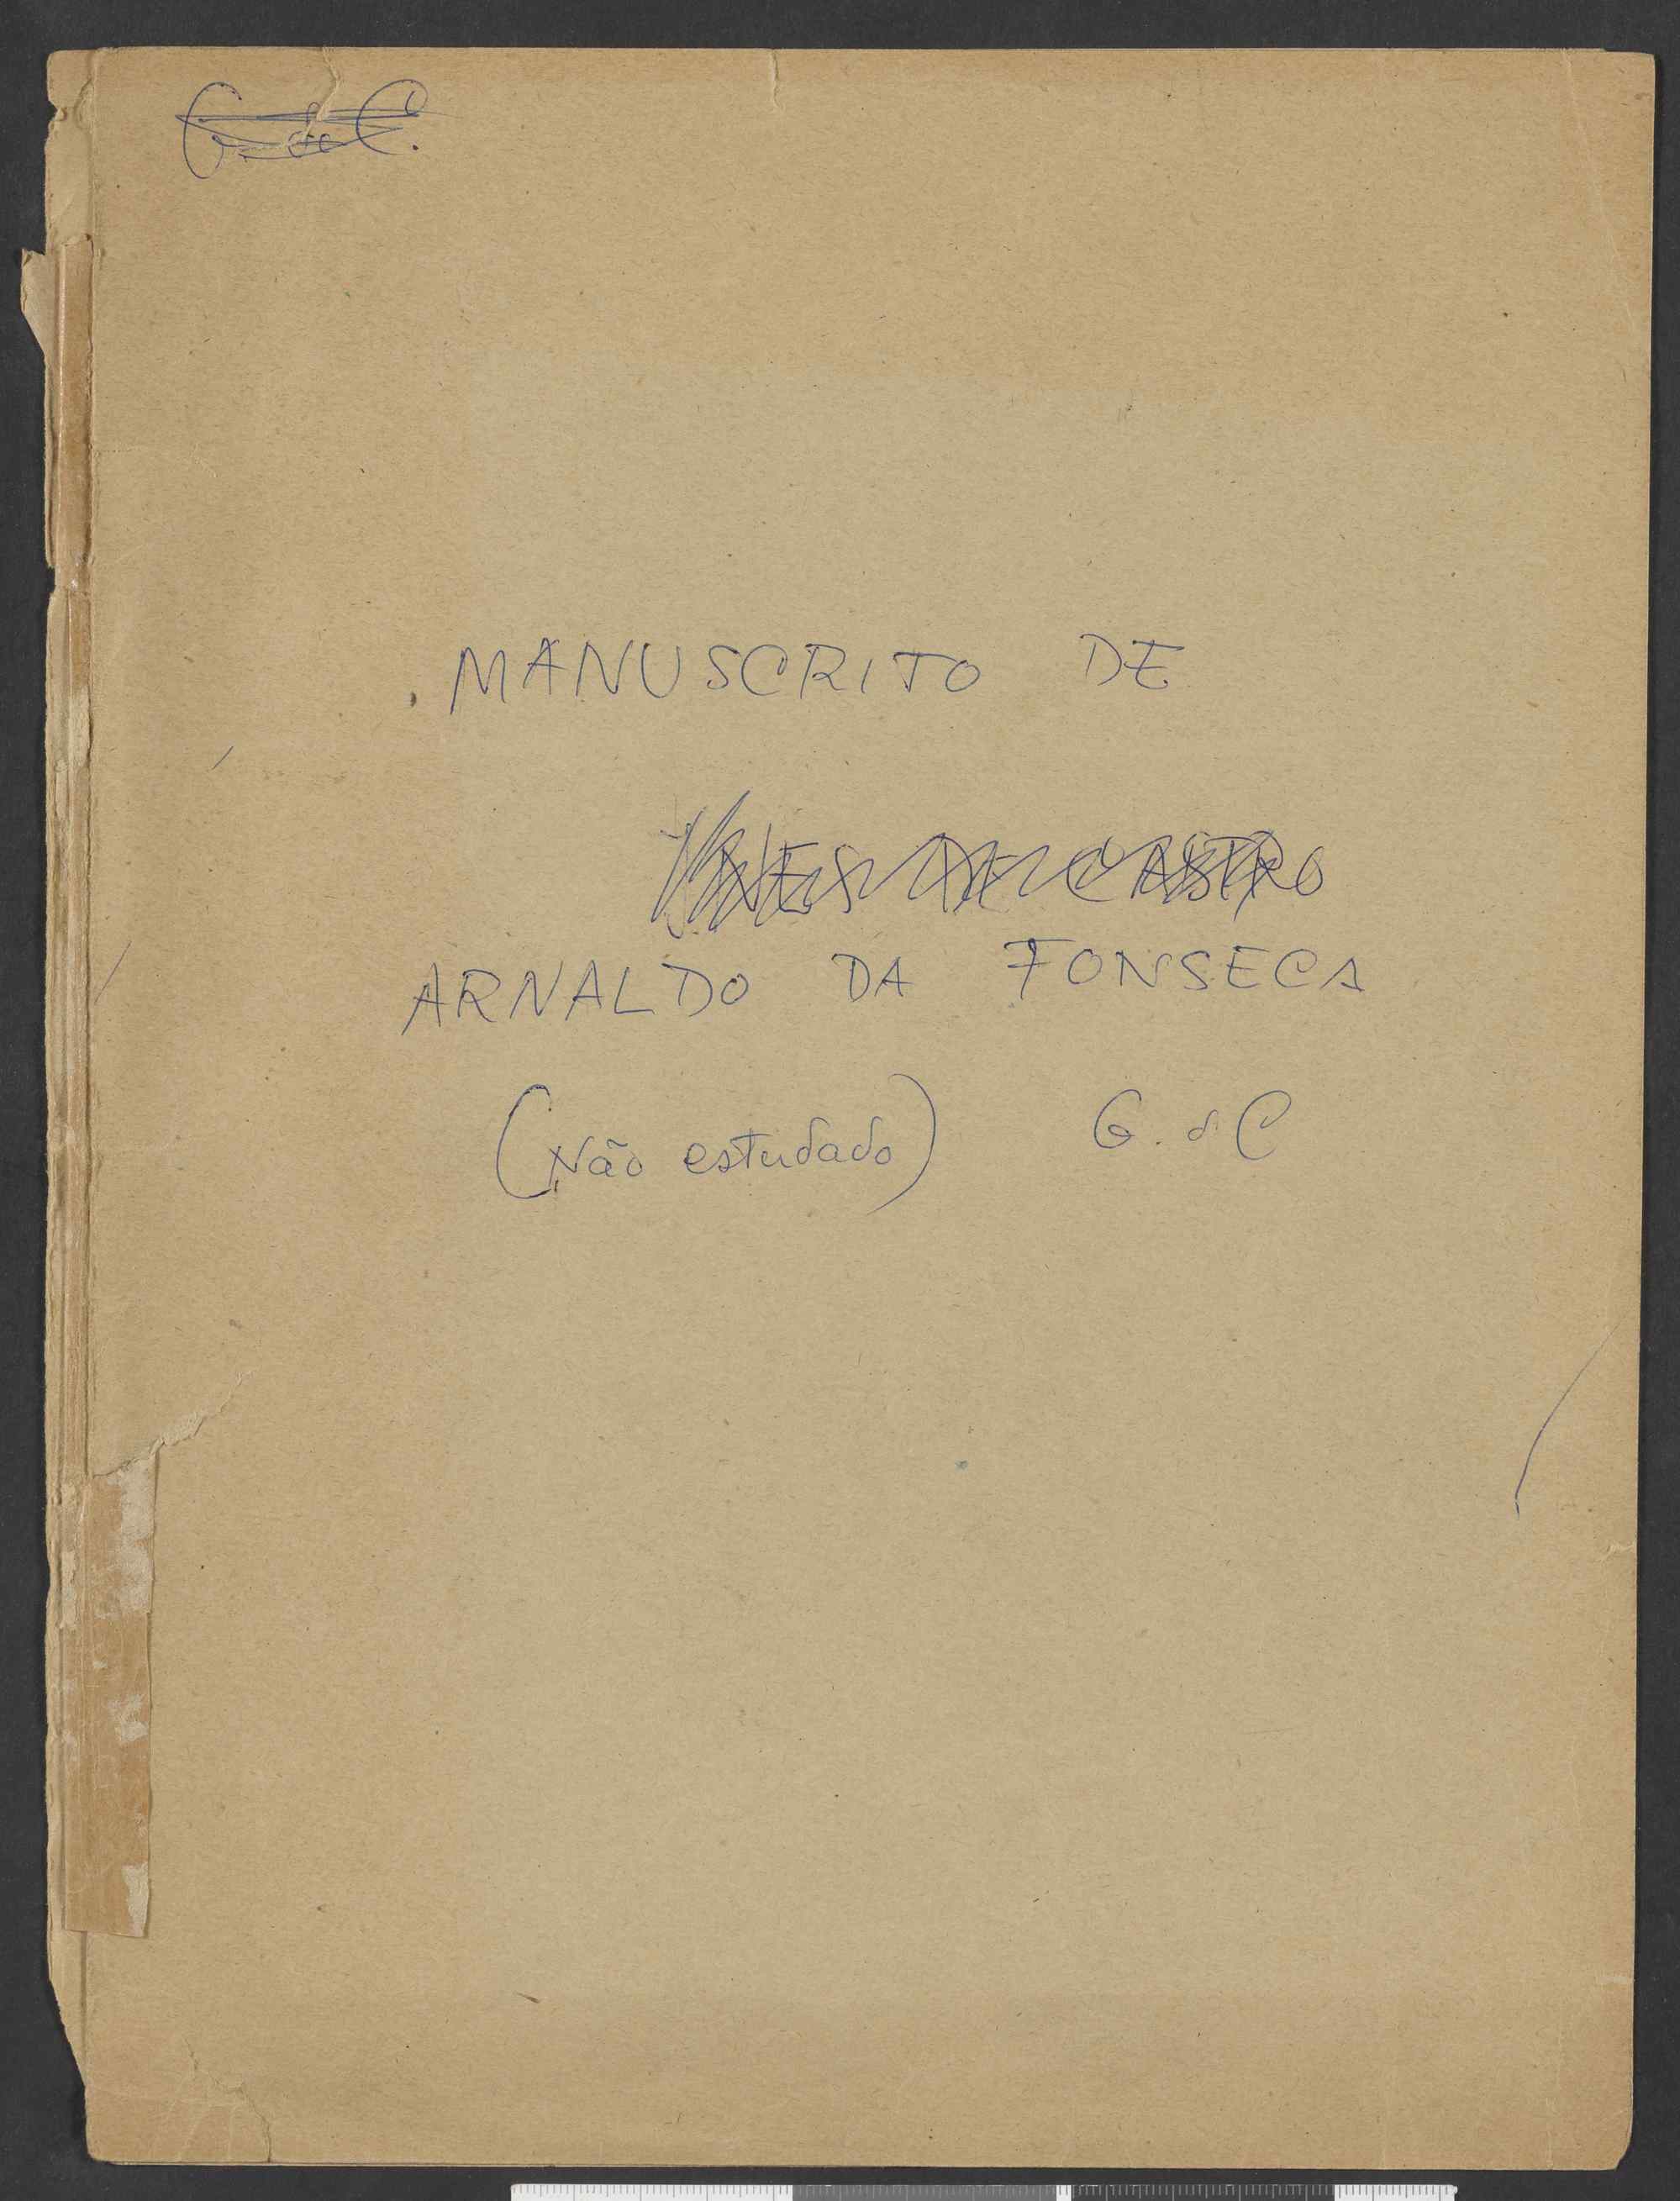 G. de C.
MANUSCRITO DE
INES DE CASTRO
ARNALDO DA FONSECA
(Não estudado) G. d C